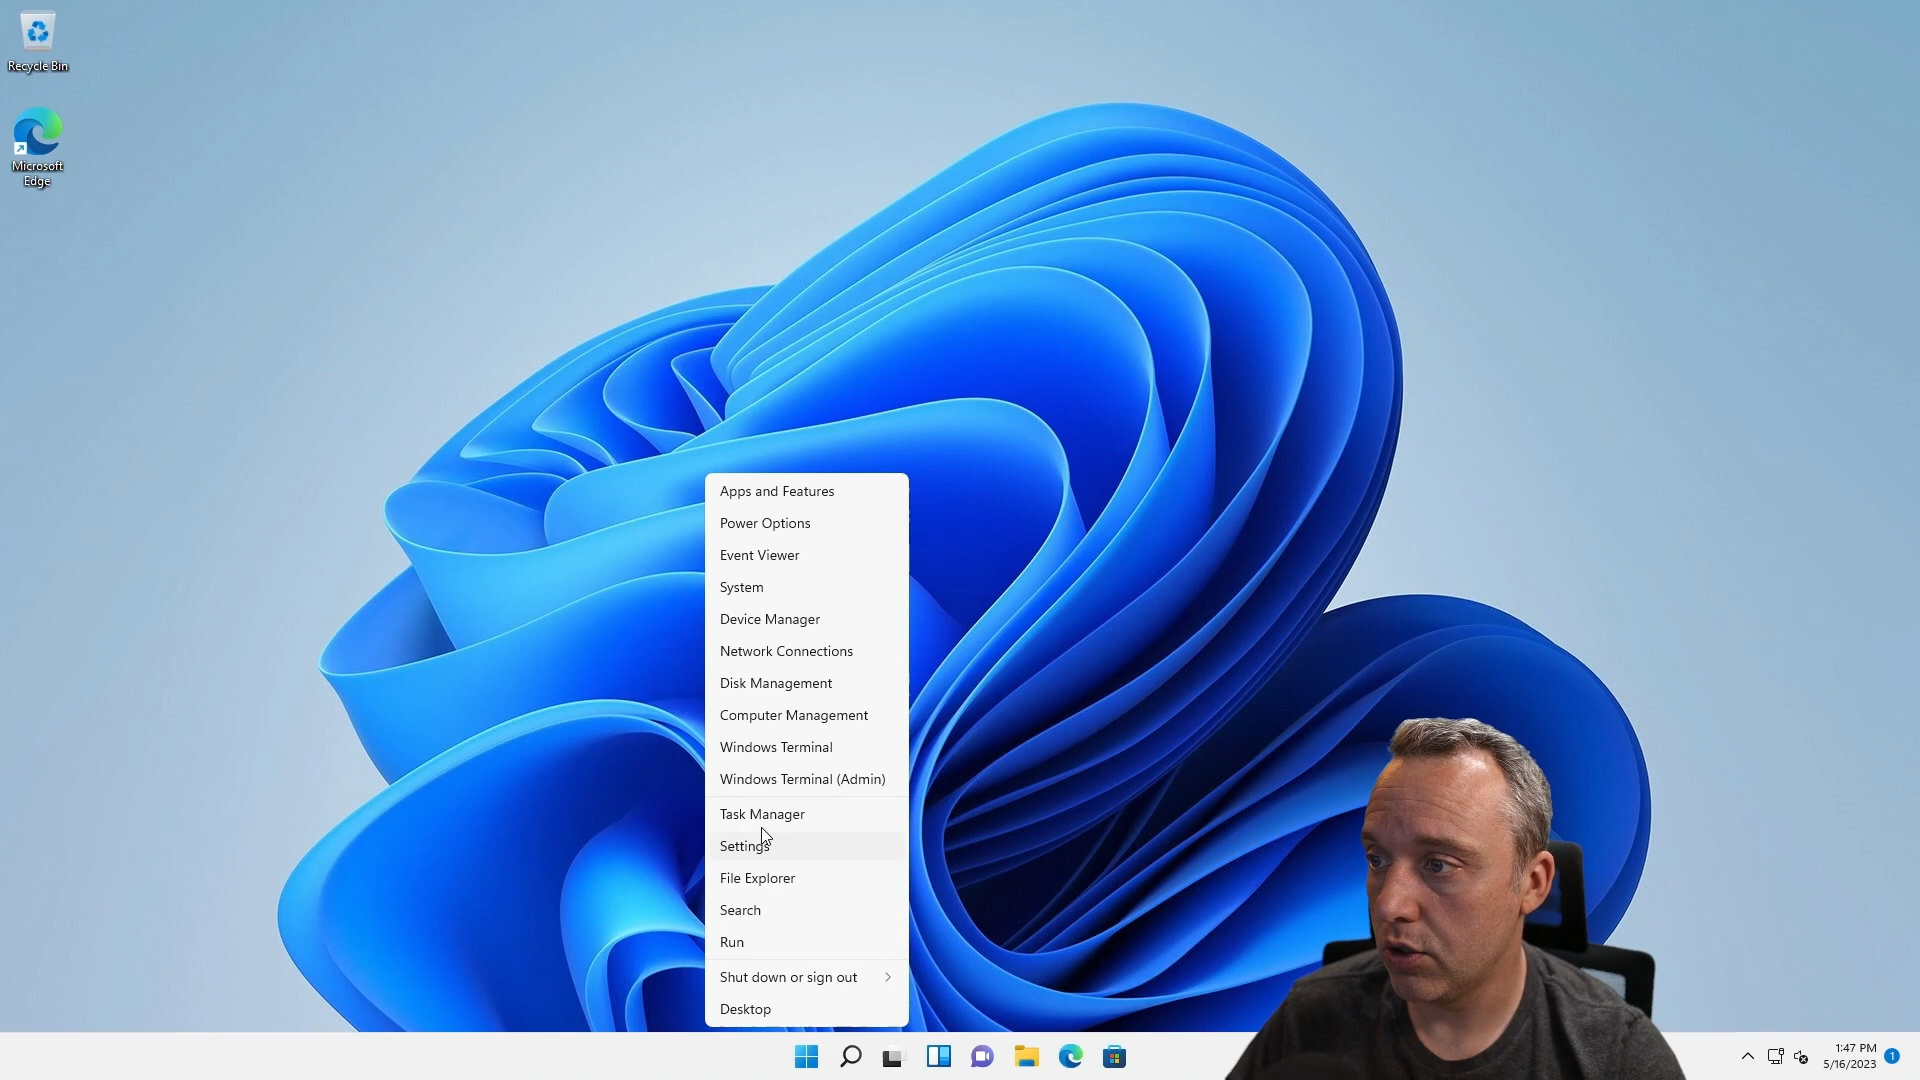 Recycle Bin
Microsoft
Edge
Apps and Features
Power Options
Event Viewer
System
Device Manager
Network Connections
Disk Management
Computer Management
Windows Terminal
Windows Terminal (Admin)
Task Manager
Settings
File Explorer
Search
Run
Shut down or sign out
Desktop
1:47 PM
5/16/2023
1